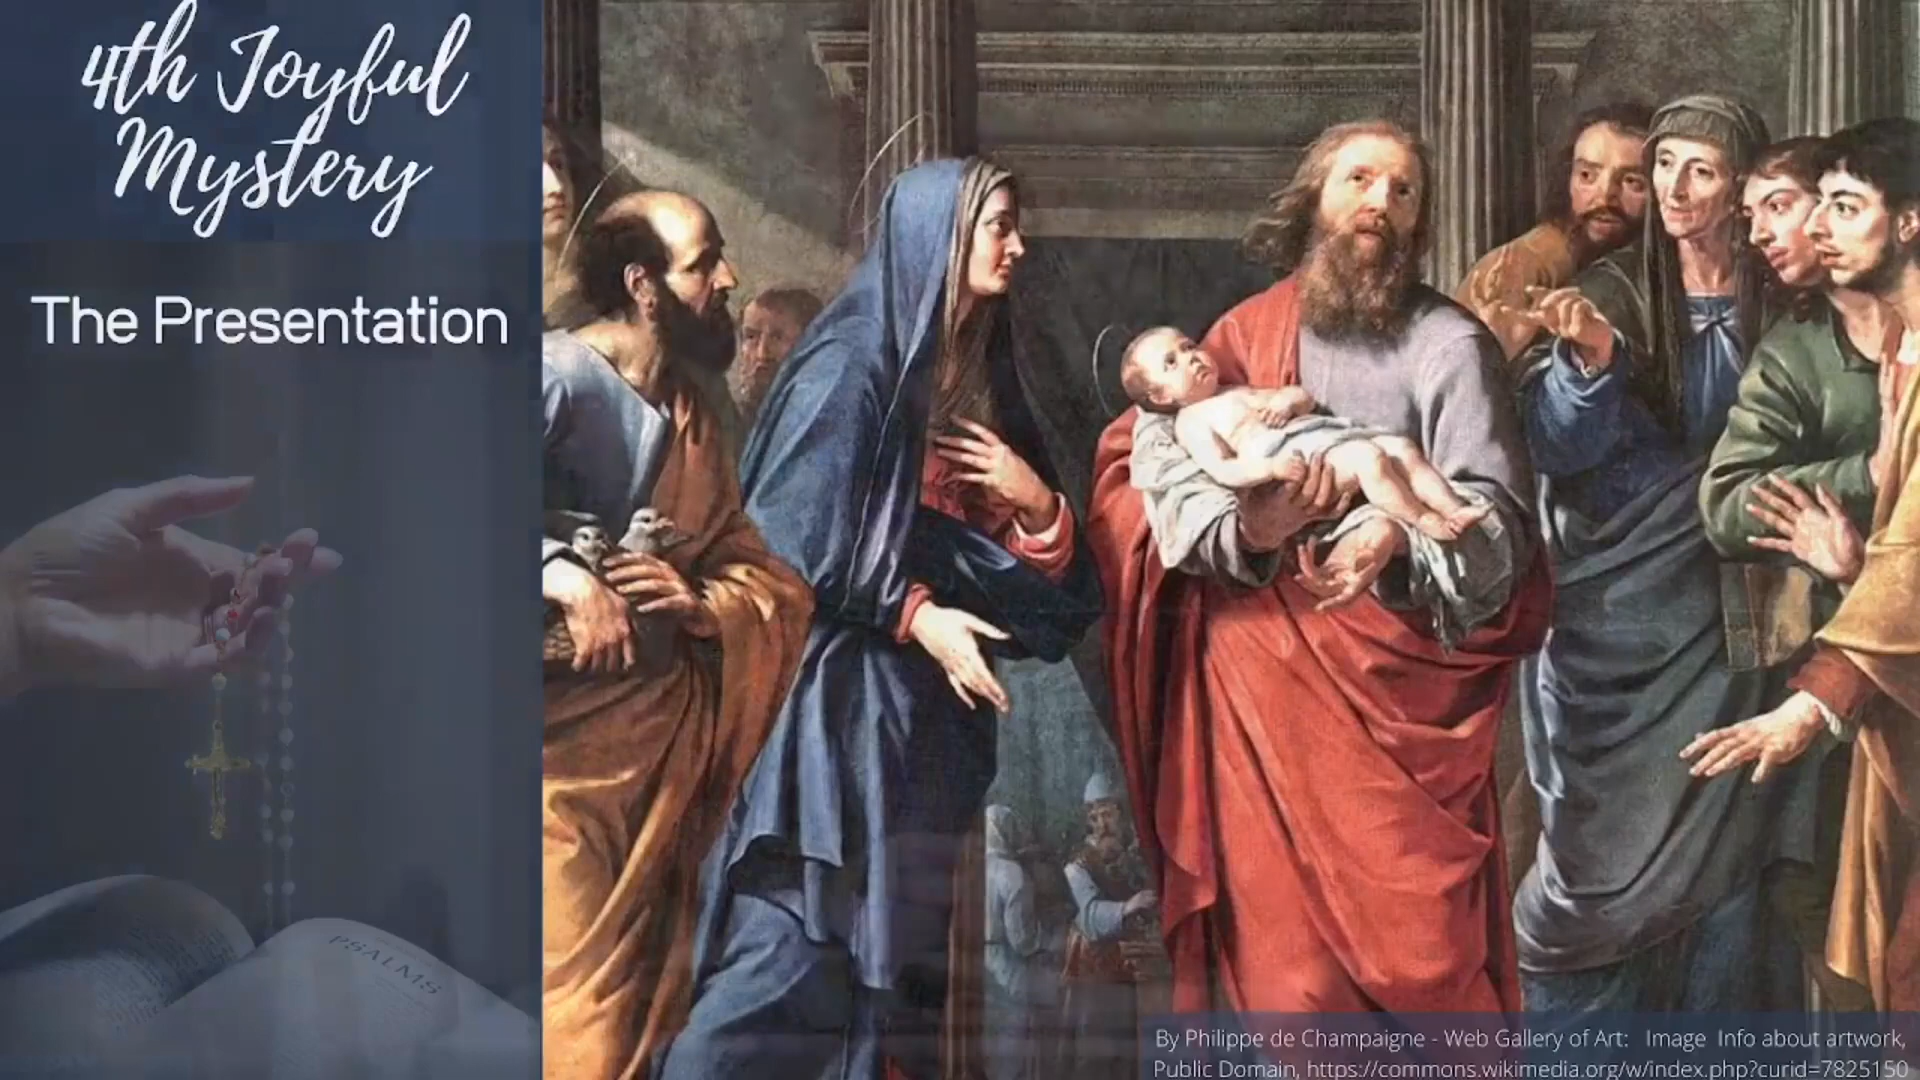 4th Joyful
Mystery
The Presentation
PSALMS
By Philippe de Champaigne - Web Gallery of Art: Image Info about artwork,
Public Domain, https://commons.wikimedia.org/w/index.php?curid=7825150